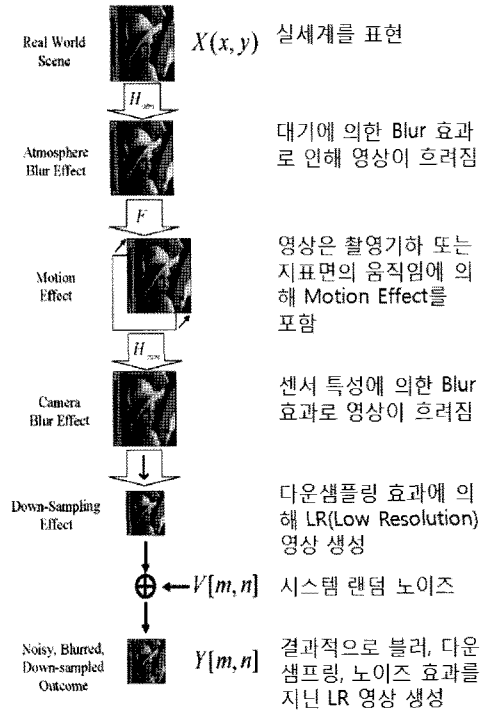 Real World
Scene
X(x, y)
실세계를 표현
H_atm
Atmosphere
Blur Effect
대기에 의한 Blur 효과
로 인해 영상이 흐려짐
F
Motion
Effect
영상은 촬영기하 또는
지표면의 움직임에 의
해 Motion Effect를
포함
H_cam
Camera
Blur Effect
센서 특성에 의한 Blur
효과로 영상이 흐려짐
Down-Sampling
Effect
다운샘플링 효과에 의
해 LR(Low Resolution)
영상 생성
V[m, n]
시스템 랜덤 노이즈
Noisy, Blurred,
Down-sampled
Outcome
Y[m, n]
결과적으로 블러, 다운
샘프링, 노이즈 효과를
지닌 LR 영상 생성